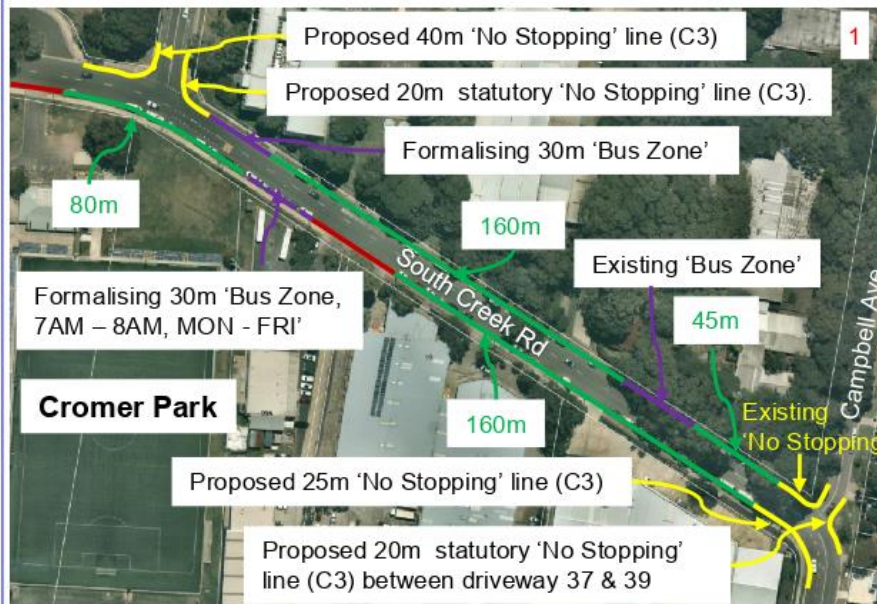 Proposed 40m ‘No Stopping’ line (C3)
1
Proposed 20m statutory ‘No Stopping’ line (C3).
Formalising 30m ‘Bus Zone’
80m
160m
South Creek Rd
Existing ‘Bus Zone’
Formalising 30m ‘Bus Zone,
7AM – 8AM, MON - FRI’
45m
Campbell Ave
Cromer Park
160m
Existing
‘No Stopping
Proposed 25m ‘No Stopping’ line (C3)
Proposed 20m statutory ‘No Stopping’
line (C3) between driveway 37 & 39